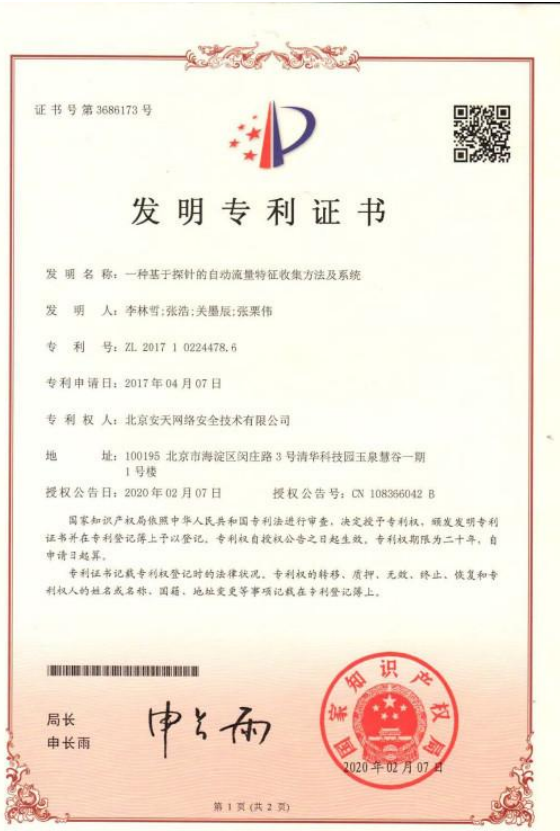 证书号第3686173号
发明专利证书
发 明 名 称：一种基于探针的自动流量特征收集方法及系统
发 明 人：李林哲;张浩;关墨辰;张栗伟
专 利 号：ZL 2017 1 0224478.6
专利申请日：2017年04月07日
专 利 权 人：北京安天网络安全技术有限公司
地 址：100195 北京市海淀区闵庄路3号清华科技园玉泉慧谷一期
1号楼
授权公告日：2020年02月07日 授权公告号：CN 108366042 B
国家知识产权局依照中华人民共和国专利法进行审查，决定授予专利权，颁发发明专利
证书并在专利登记簿上予以登记。专利权自授权公告之日起生效。专利权期限为二十年，自
申请日起算。
专利证书记载专利权登记时的法律状况。专利权的转移、质押、无效、终止、恢复和专
利权人的姓名或名称、国籍、地址变更等事项记载在专利登记簿上。
局长
申长雨
申长雨
国家知识产权局
2020年02月07日
第 1 页 (共 2 页)